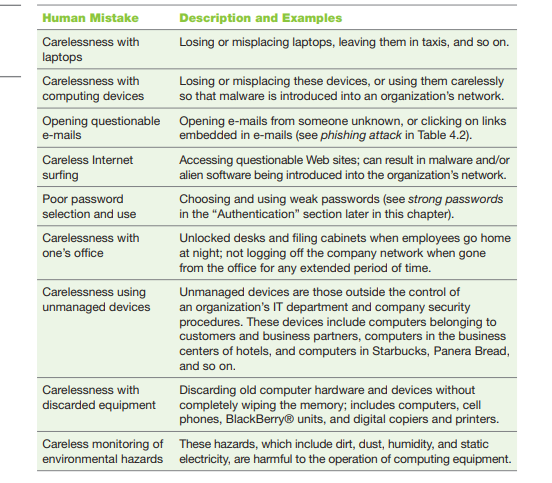 Human Mistake Description and Examples
Carelessness with Losing or misplacing laptops, leaving them in taxis, and so on.
laptops
Carelessness with Losing or misplacing these devices, or using them carelessly
computing devices so that malware is introduced into an organization's network.
Opening questionable Opening e-mails from someone unknown, or clicking on links
e-mails embedded in e-mails (see phishing attack in Table 4.2).
Careless Internet Accessing questionable Web sites; can result in malware and/or
surfing alien software being introduced into the organization's network.
Poor password Choosing and using weak passwords (see strong passwords
selection and use in the "Authentication" section later in this chapter).
Carelessness with Unlocked desks and filing cabinets when employees go home
one's office at night; not logging off the company network when gone
from the office for any extended period of time.
Carelessness using Unmanaged devices are those outside the control of
unmanaged devices an organization's IT department and company security
procedures. These devices include computers belonging to
customers and business partners, computers in the business
centers of hotels, and computers in Starbucks, Panera Bread,
and so on.
Carelessness with Discarding old computer hardware and devices without
discarded equipment completely wiping the memory; includes computers, cell
phones, BlackBerry® units, and digital copiers and printers.
Careless monitoring of These hazards, which include dirt, dust, humidity, and static
environmental hazards electricity, are harmful to the operation of computing equipment.